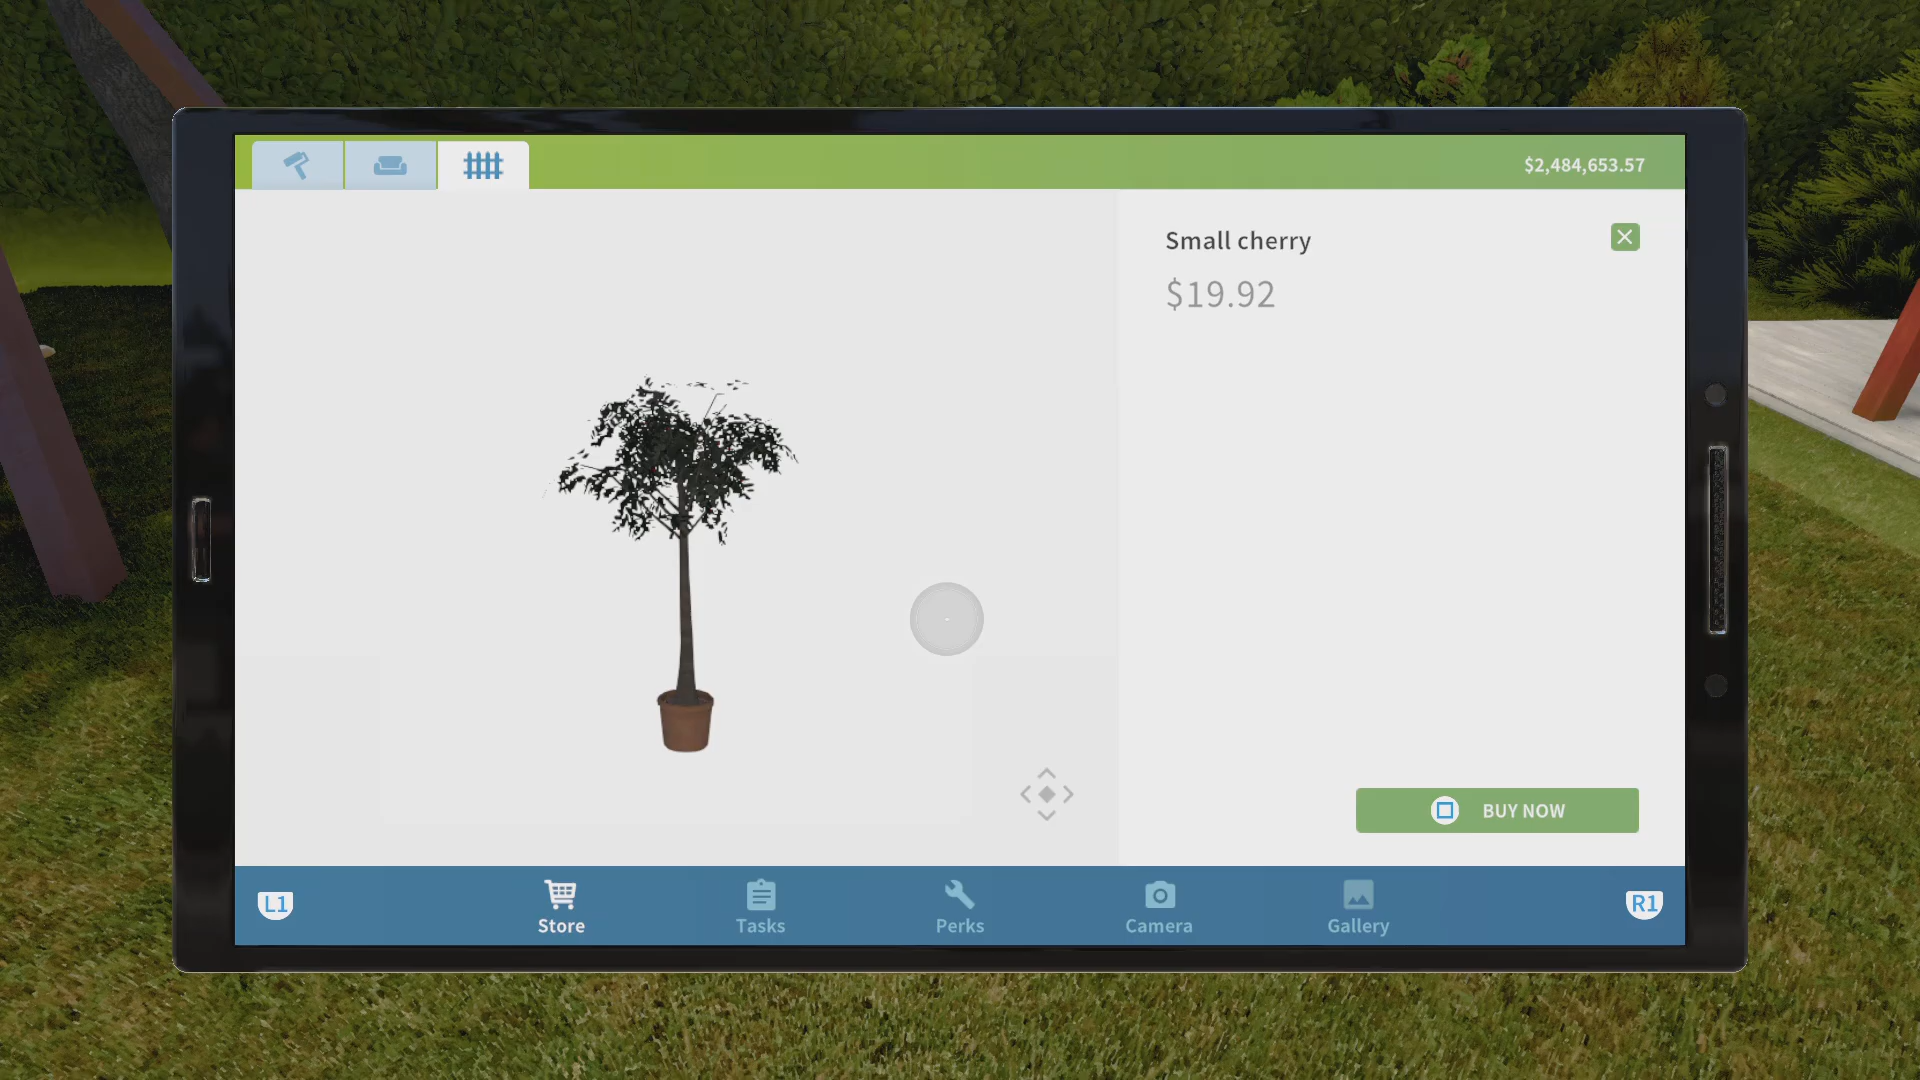 $2,484,653.57
Small cherry
$19.92
BUY NOW
L1
Store
Tasks
Perks
Camera
Gallery
R1